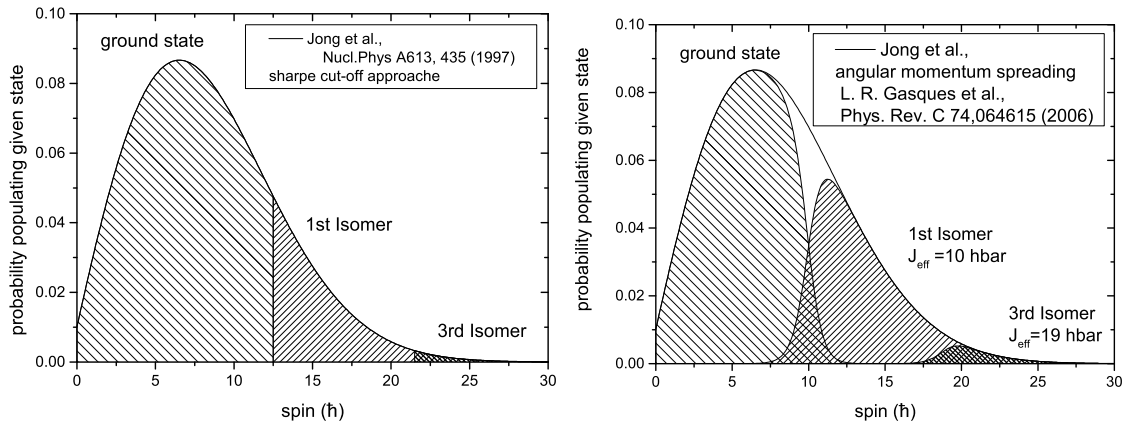 probability populating given state
0.10
0.08
0.06
0.04
0.02
0.00
ground state
Jong et al.,
Nucl.Phys A613, 435 (1997)
sharpe cut-off approache
1st Isomer
3rd Isomer
0 5 10 15 20 25 30
spin (ħ)
probability populating given state
0.10
0.08
0.06
0.04
0.02
0.00
ground state
Jong et al.,
angular momentum spreading
L. R. Gasques et al.,
Phys. Rev. C 74,064615 (2006)
1st Isomer
Jeff =10 hbar
3rd Isomer
Jeff =19 hbar
0 5 10 15 20 25 30
spin (ħ)